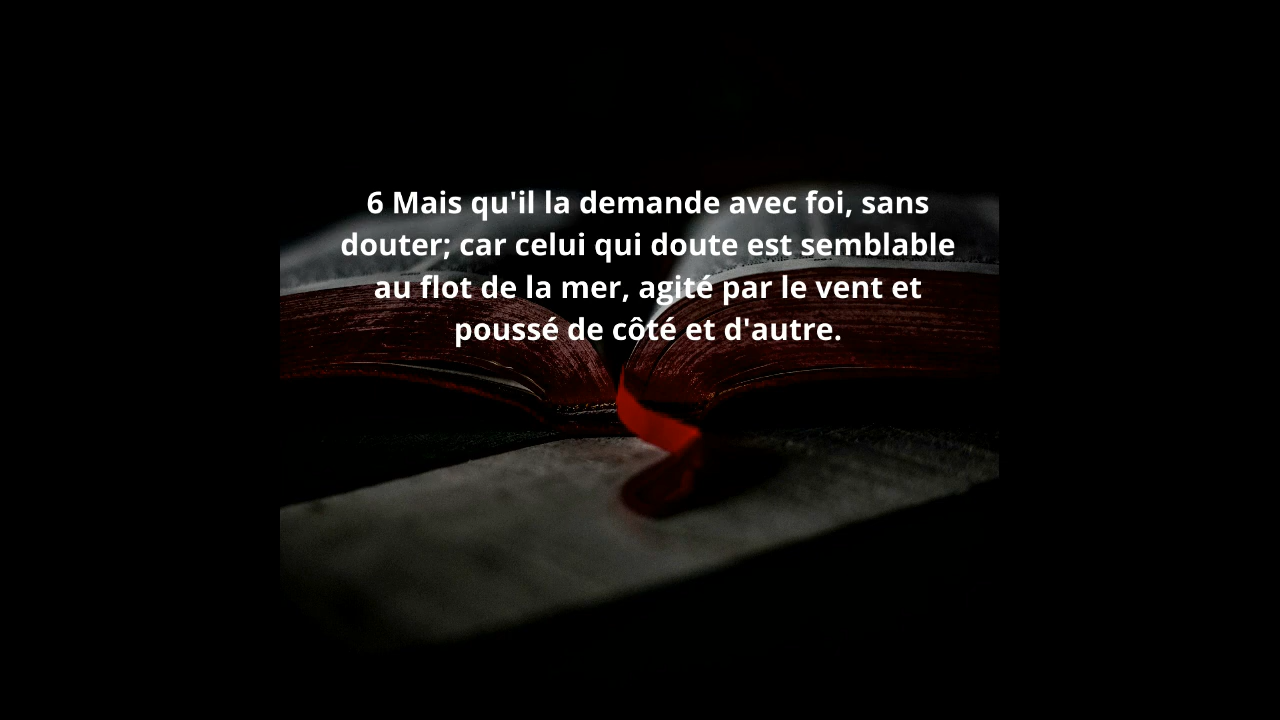 6 Mais qu'il la demande avec foi, sans
douter; car celui qui doute est semblable
au flot de la mer, agité par le vent et
poussé de côté et d'autre.